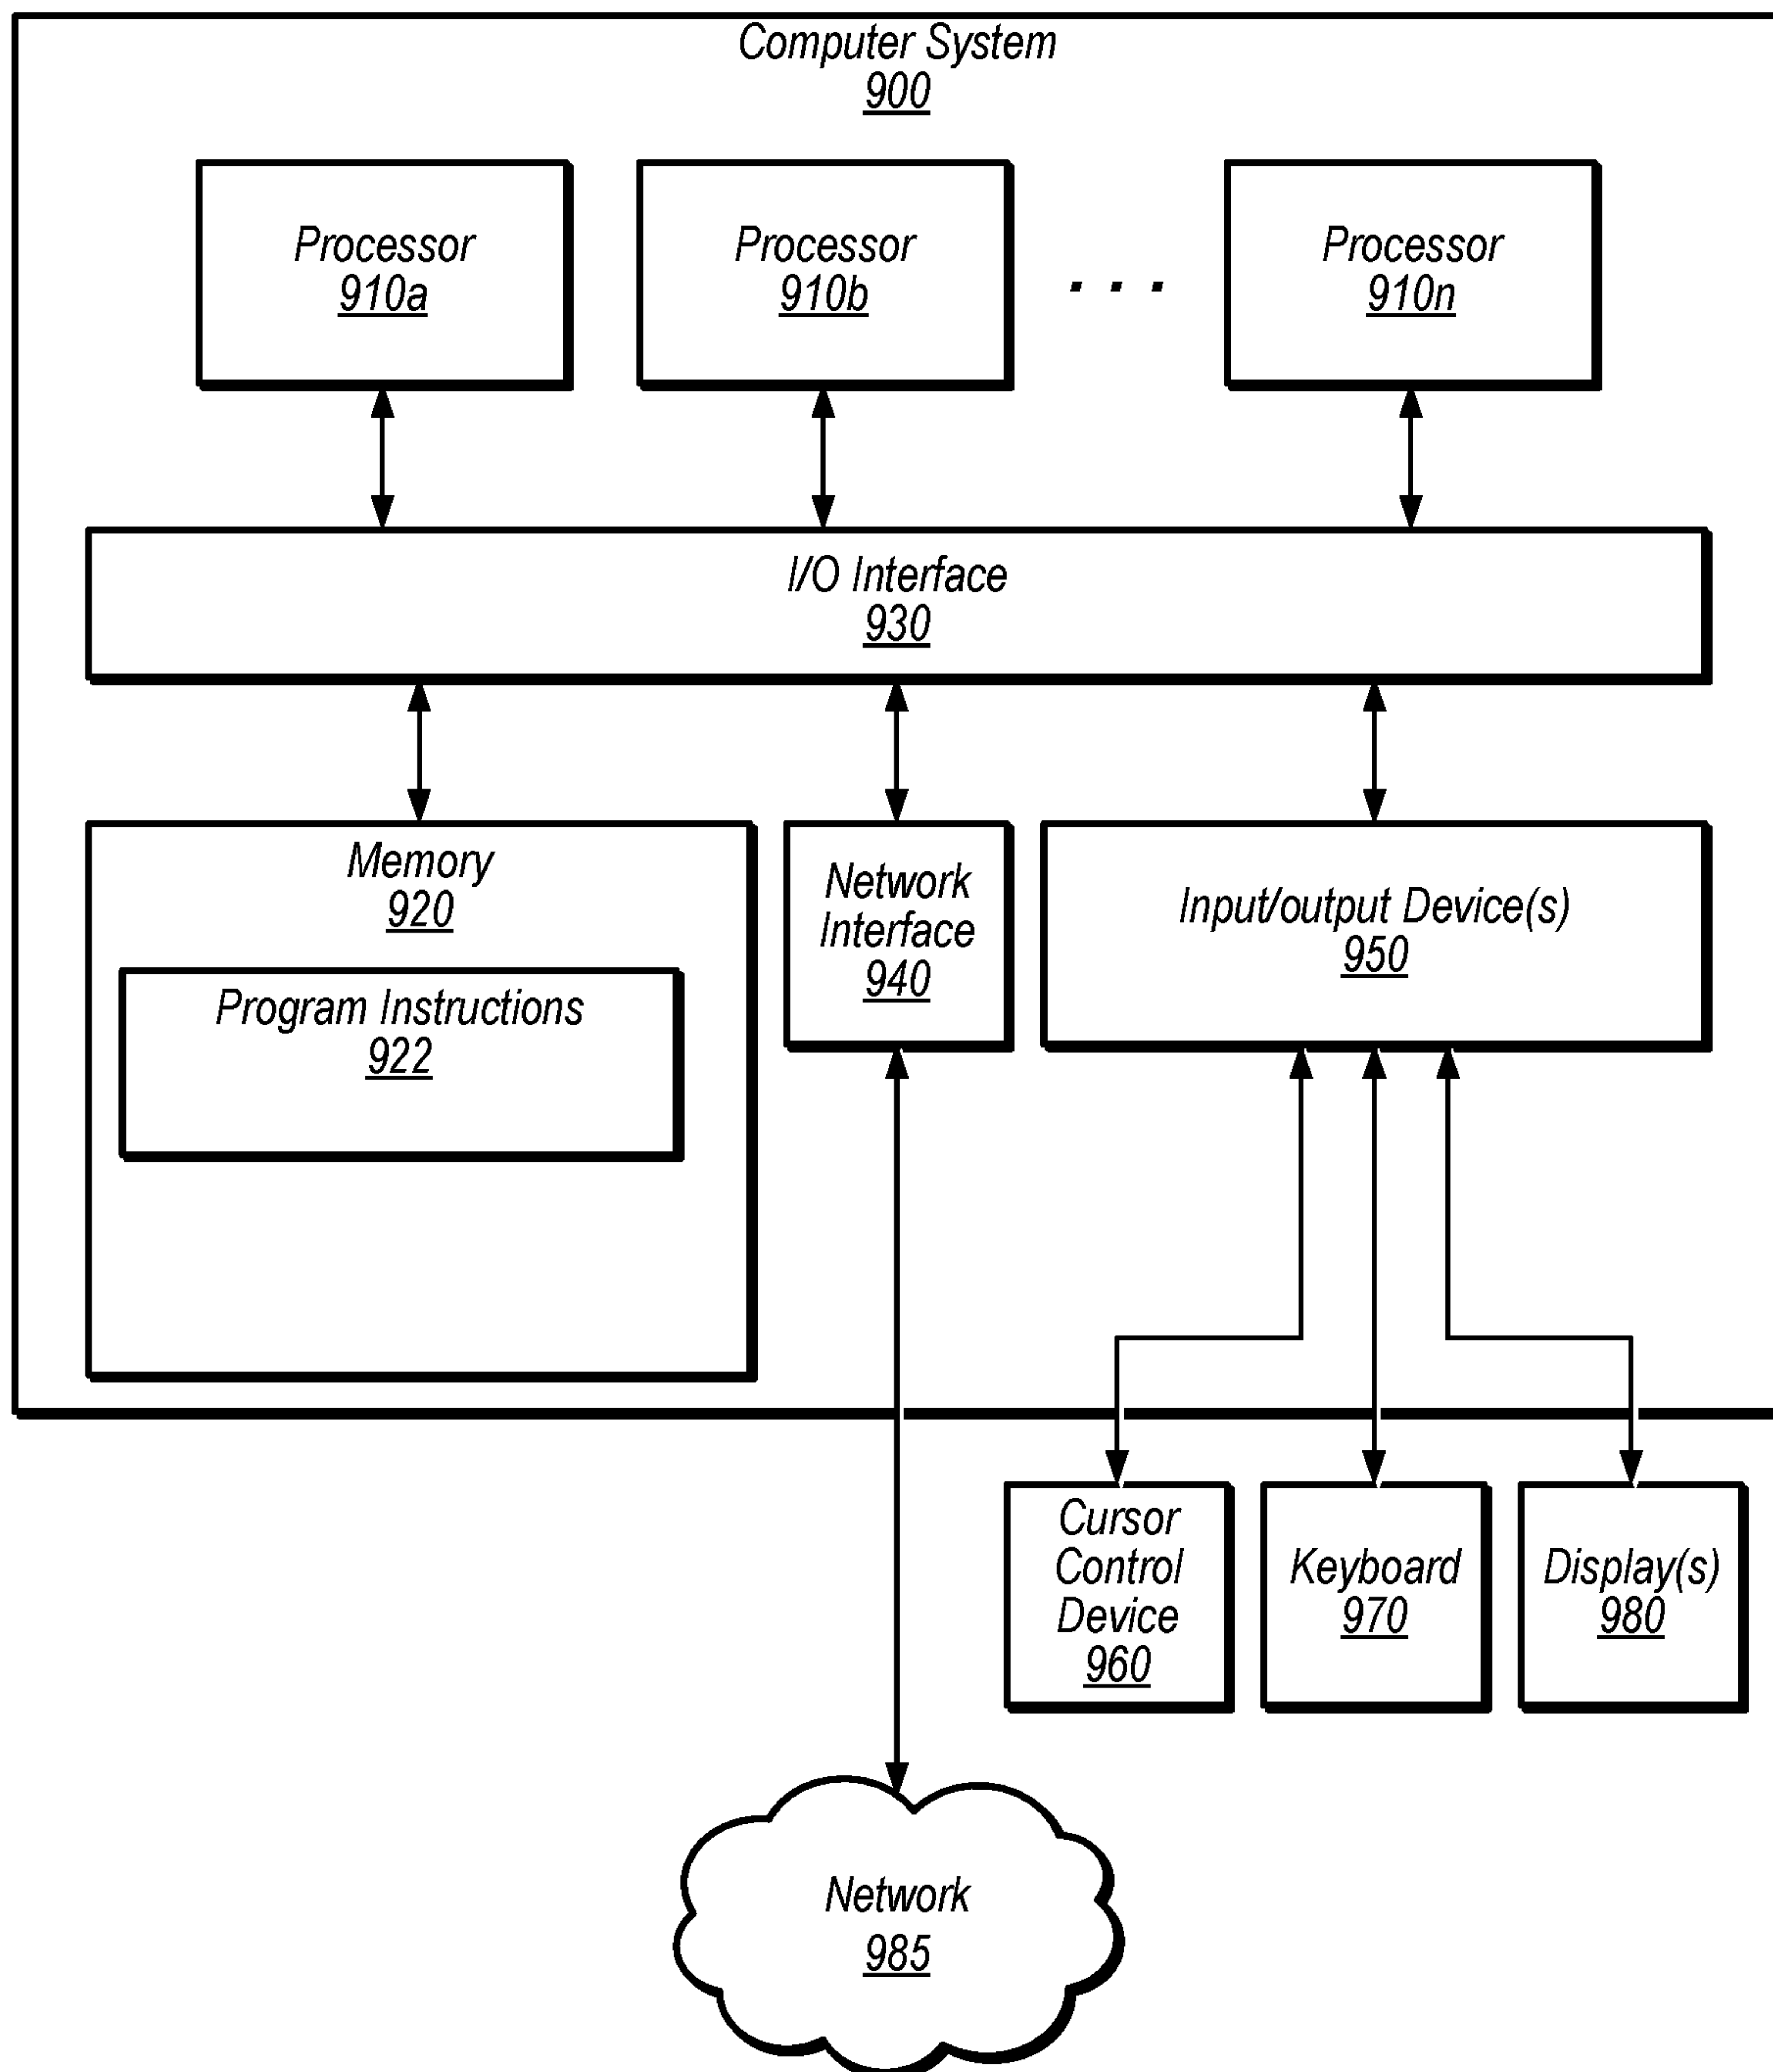 Computer System
900
Processor
910a
Processor
910b
. . .
Processor
910n
I/O Interface
930
Memory
920
Program Instructions
922
Network
Interface
940
Input/output Device(s)
950
Cursor
Control
Device
960
Keyboard
970
Display(s)
980
Network
985